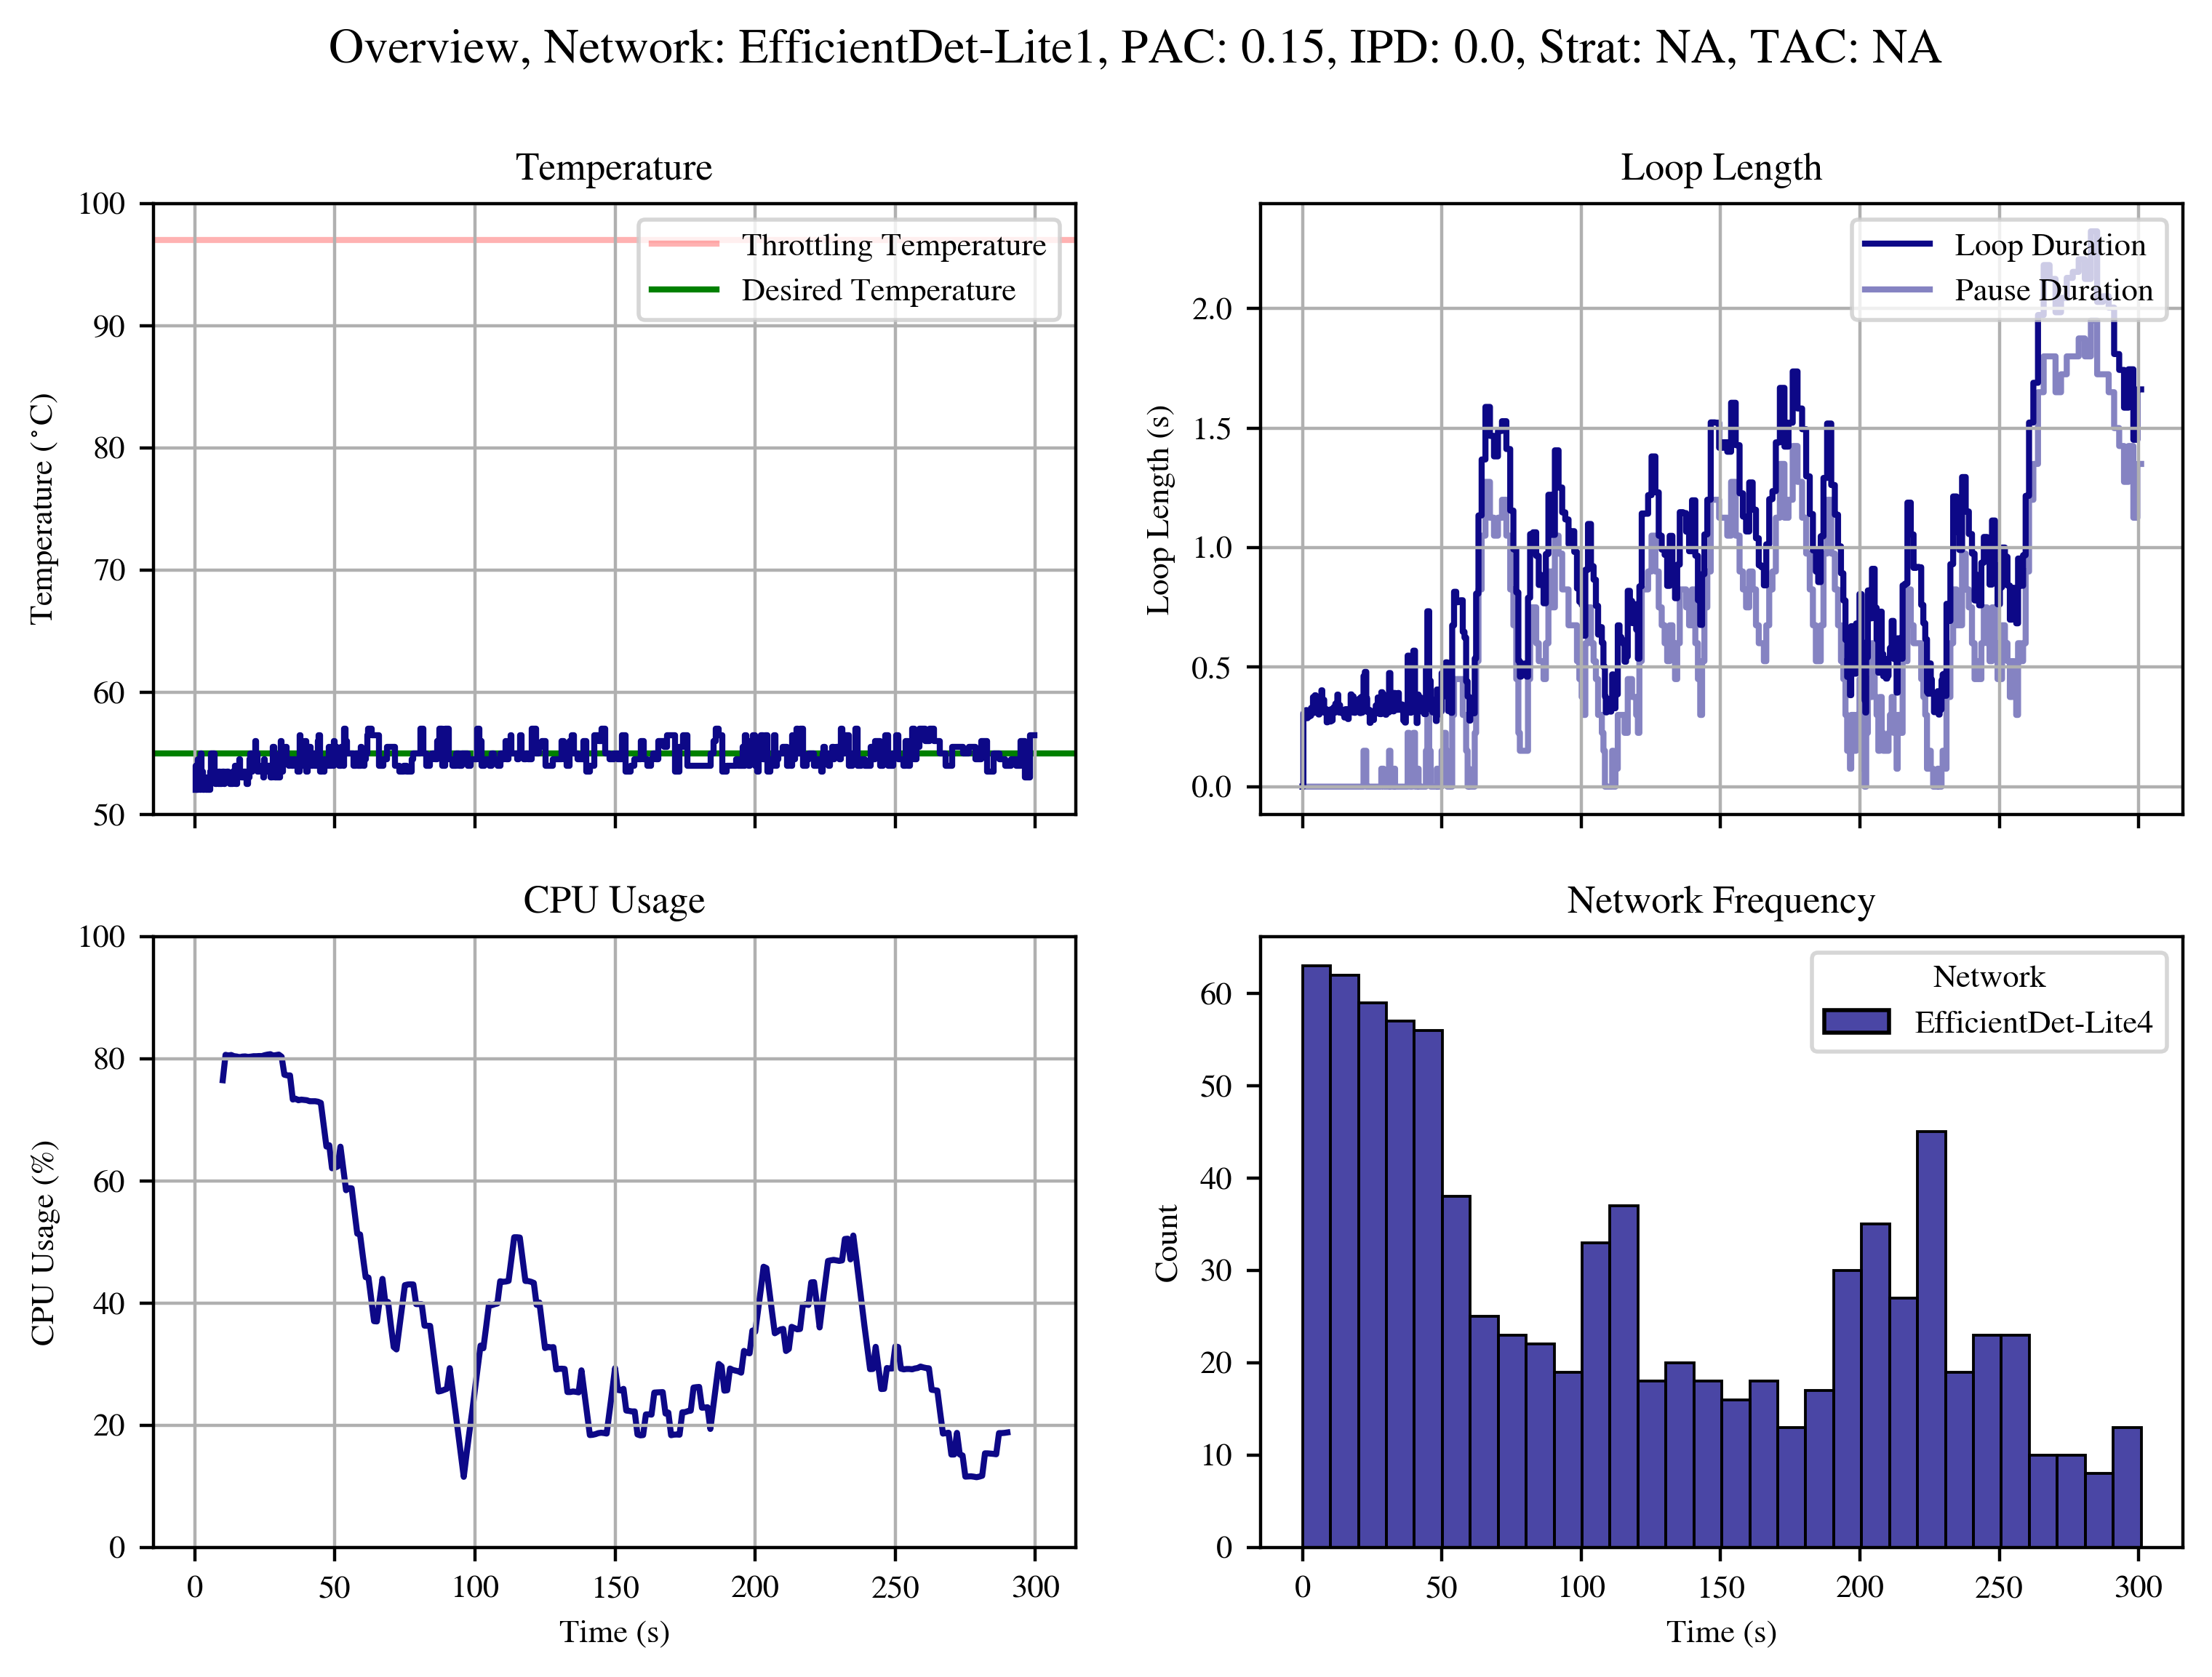 Overview, Network: EfficientDet-Lite1, PAC: 0.15, IPD: 0.0, Strat: NA, TAC: NA
Temperature
100
90
80
70
60
50
Temperature (°C)
Throttling Temperature
Desired Temperature
Loop Length
2.0
1.5
1.0
0.5
0.0
Loop Length (s)
Loop Duration
Pause Duration
CPU Usage
100
80
60
40
20
0
CPU Usage (%)
0 50 100 150 200 250 300
Time (s)
Network Frequency
60
50
40
30
20
10
0
Count
Network
EfficientDet-Lite4
0 50 100 150 200 250 300
Time (s)